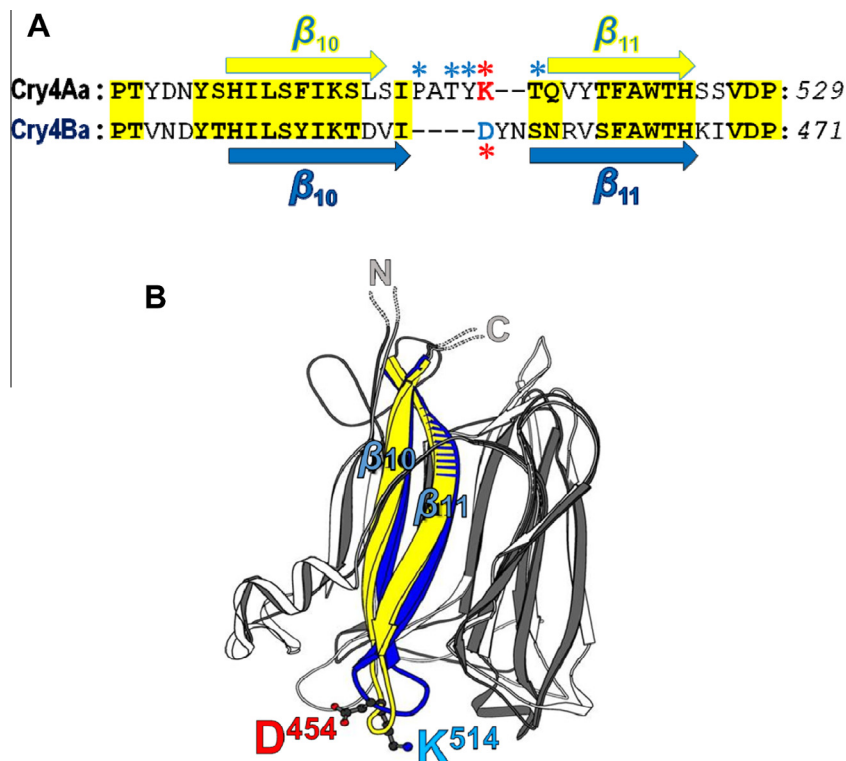 A
β10 β11
* * * * *
Cry4Aa: PTYDNYSHILSFIKSLSIPATYK--TQVYTFAWTHSSVDP: 529
Cry4Ba: PTVNDYTHILSYIKTDVI----DYNSNRVSFAWTHKIVDP: 471
*
β10 β11
B
N
C
β10
β11
D454
K514